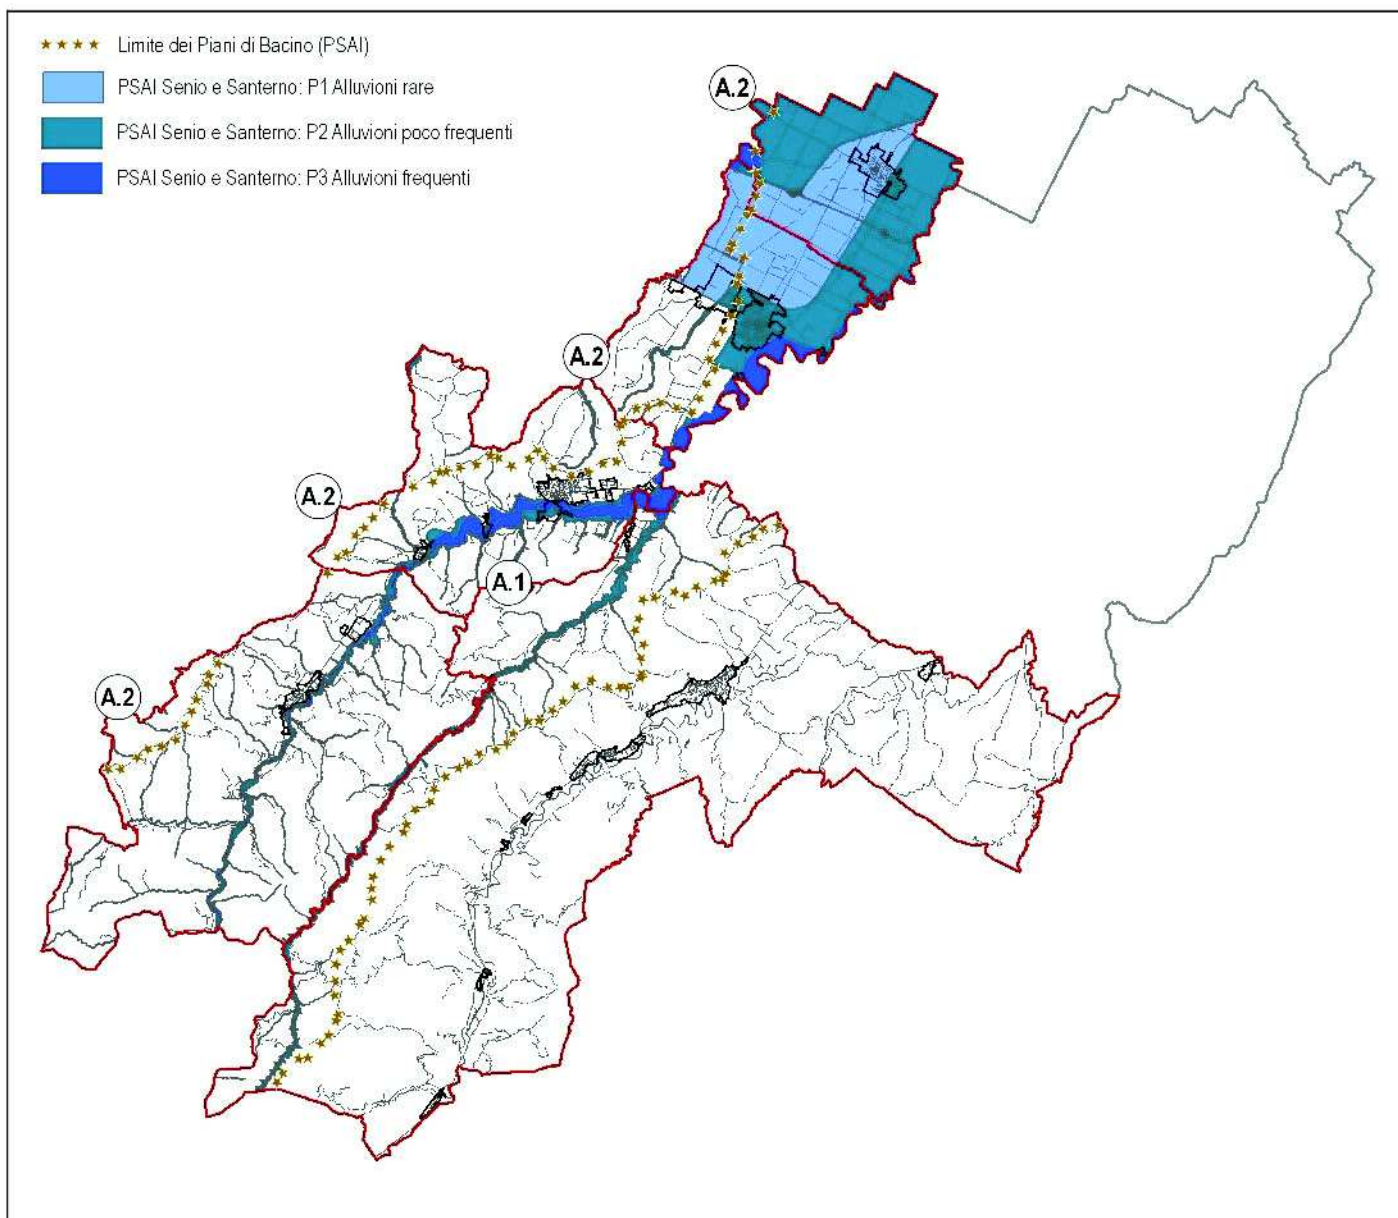 Limite dei Piani di Bacino (PSAI)
PSAI Senio e Santerno: P1 Alluvioni rare
PSAI Senio e Santerno: P2 Alluvioni poco frequenti
PSAI Senio e Santerno: P3 Alluvioni frequenti
A.2
A.2
A.2
A.1
A.2